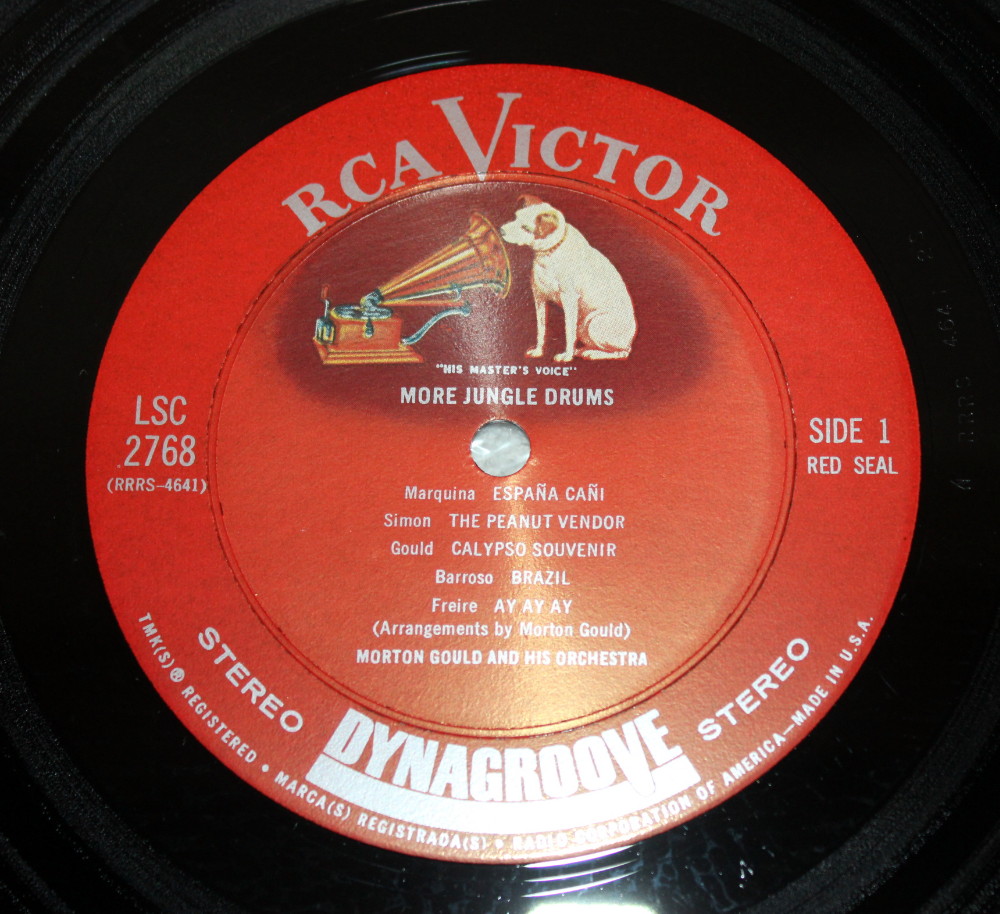 RCA VICTOR
"HIS MASTER'S VOICE"
MORE JUNGLE DRUMS
LSC
2768
(RRRS-4641)
SIDE 1
RED SEAL
Marquina ESPAÑA CAÑI
Simon THE PEANUT VENDOR
Gould CALYPSO SOUVENIR
Barroso BRAZIL
Freire AY AY AY
(Arrangements by Morton Gould)
MORTON GOULD AND HIS ORCHESTRA
STEREO
DYNAGROOVE
STEREO
TMK(S) ® REGISTERED • MARCA(S) REGISTRADA(S) • RADIO CORPORATION OF AMERICA—MADE IN U.S.A.